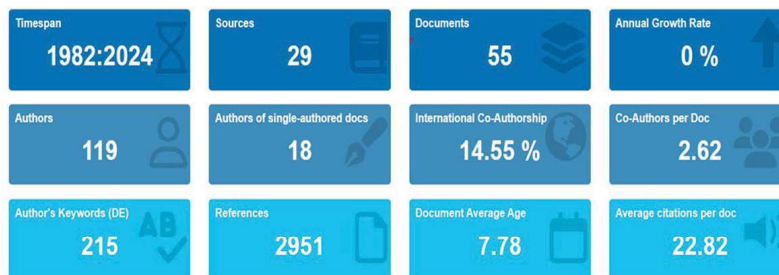 Timespan
1982:2024
Sources
29
Documents
55
Annual Growth Rate
0 %
Authors
119
Authors of single-authored docs
18
International Co-Authorship
14.55 %
Co-Authors per Doc
2.62
Author's Keywords (DE)
215
AB
References
2951
Document Average Age
7.78
Average citations per doc
22.82